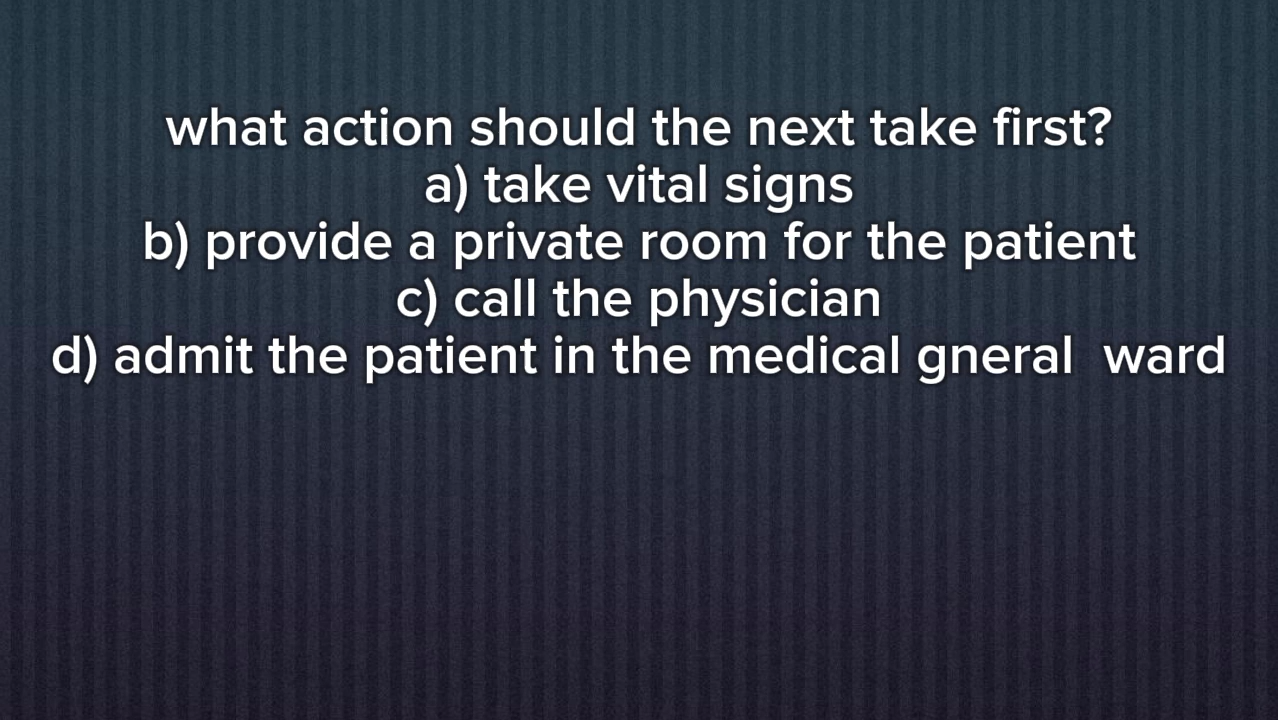 what action should the next take first?
a) take vital signs
b) provide a private room for the patient
c) call the physician
d) admit the patient in the medical gneral  ward